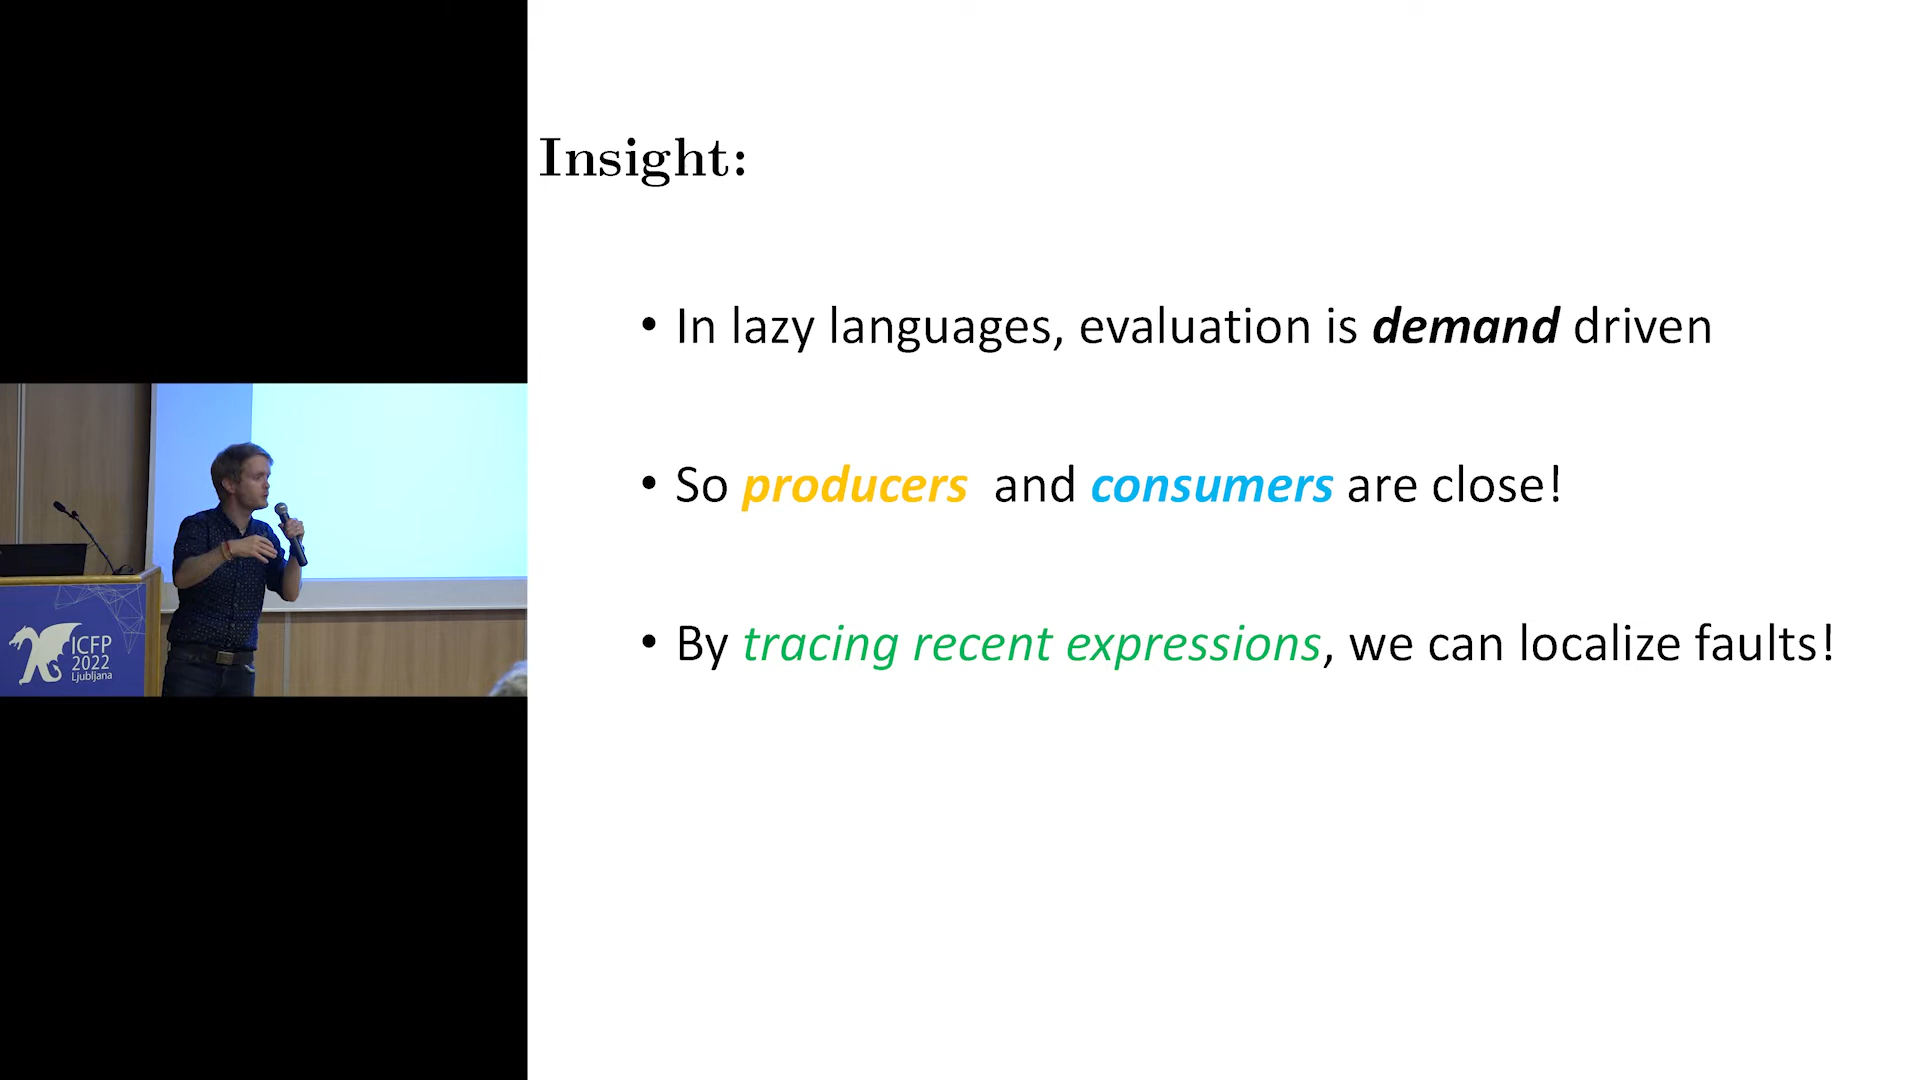 Insight:
• In lazy languages, evaluation is demand driven
• So producers and consumers are close!
• By tracing recent expressions, we can localize faults!
ICFP
2022
Ljubljana